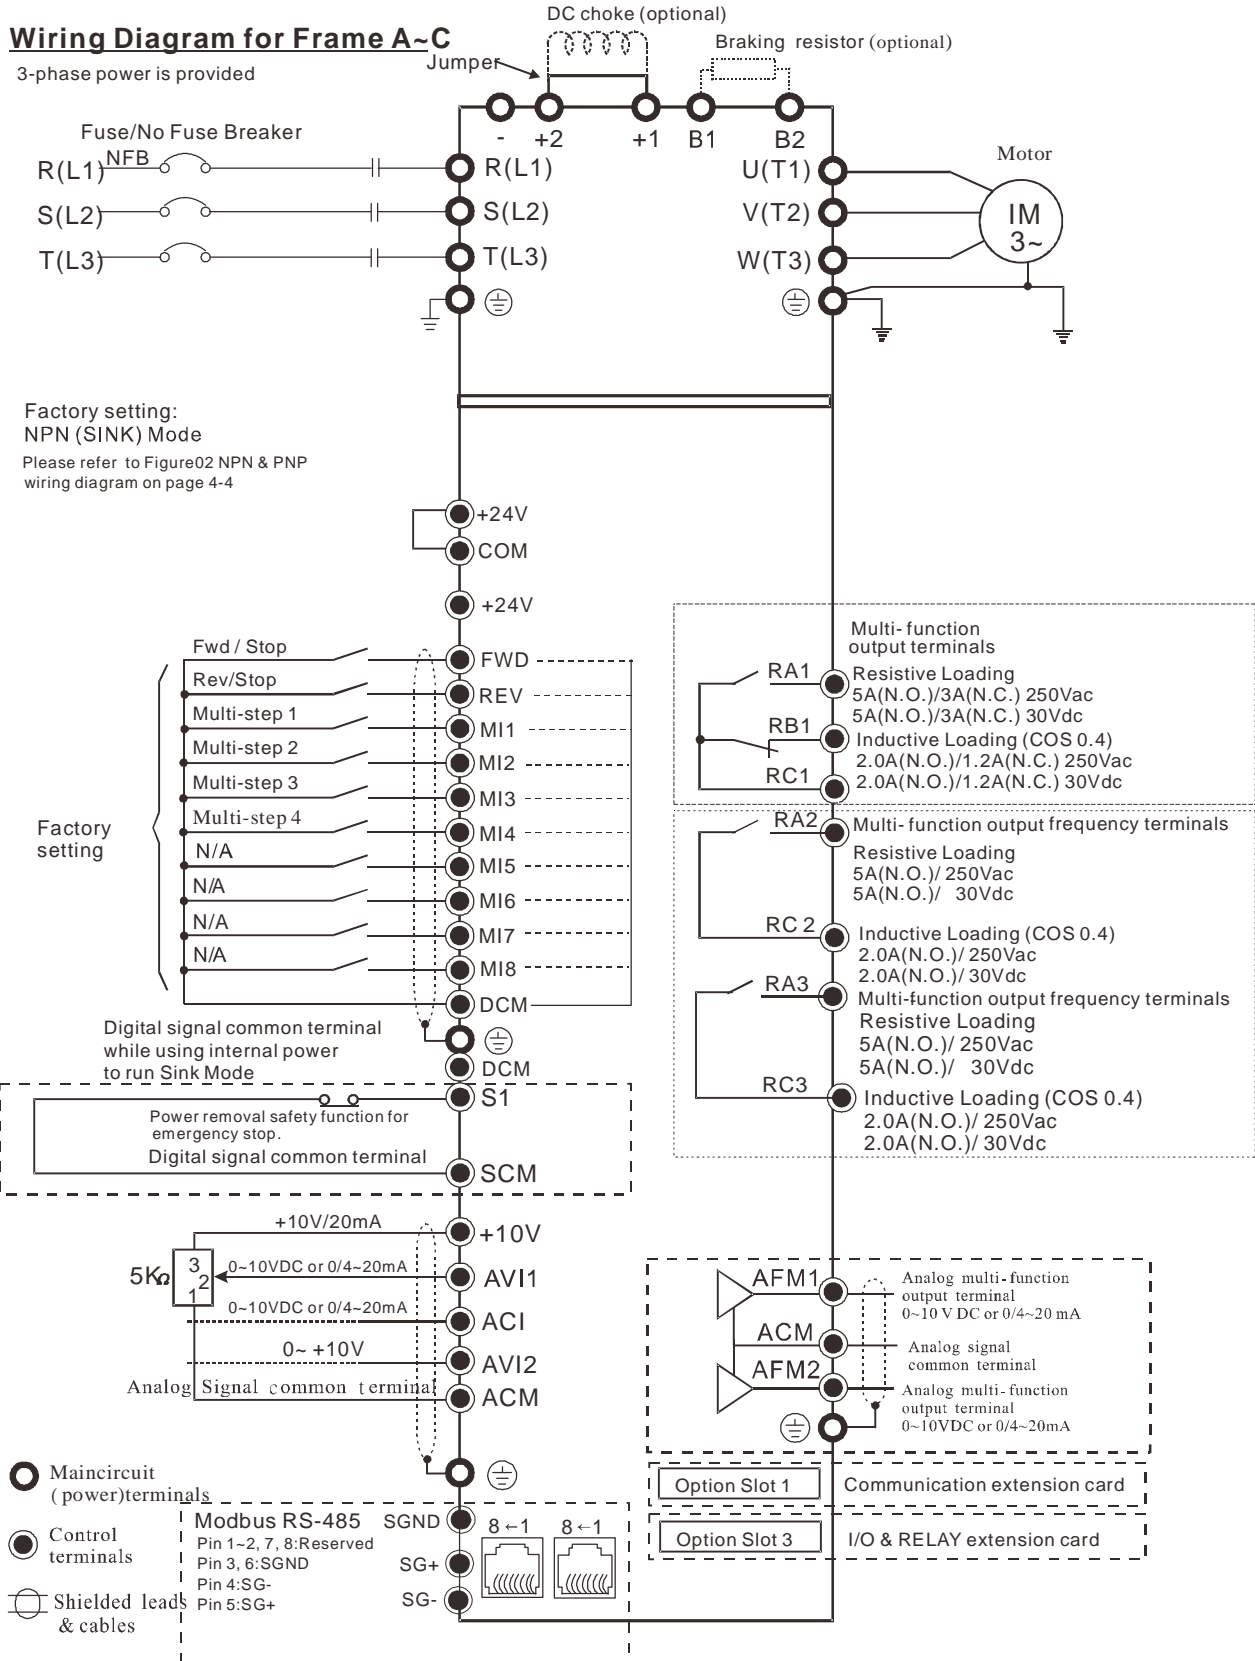 DC choke (optional)
Wiring Diagram for Frame A~C
Braking resistor (optional)
Jumper
3-phase power is provided
- +2 +1 B1 B2
Fuse/No Fuse Breaker
NFB
R(L1) R(L1) U(T1)
Motor
S(L2) S(L2) V(T2)
IM
3~
T(L3) T(L3) W(T3)
Factory setting:
NPN (SINK) Mode
Please refer to Figure02 NPN & PNP
wiring diagram on page 4-4
+24V
COM
+24V
Factory
setting
Fwd / Stop FWD
Rev/Stop REV
Multi-step 1 MI1
Multi-step 2 MI2
Multi-step 3 MI3
Multi-step 4 MI4
N/A MI5
N/A MI6
N/A MI7
N/A MI8
DCM
Digital signal common terminal
while using internal power
to run Sink Mode
DCM
S1
Power removal safety function for
emergency stop.
Digital signal common terminal
SCM
Multi-function
output terminals
RA1 Resistive Loading
5A(N.O.)/3A(N.C.) 250Vac
5A(N.O.)/3A(N.C.) 30Vdc
RB1 Inductive Loading (COS 0.4)
2.0A(N.O.)/1.2A(N.C.) 250Vac
RC1 2.0A(N.O.)/1.2A(N.C.) 30Vdc
RA2 Multi-function output frequency terminals
Resistive Loading
5A(N.O.)/ 250Vac
5A(N.O.)/ 30Vdc
RC 2 Inductive Loading (COS 0.4)
2.0A(N.O.)/ 250Vac
2.0A(N.O.)/ 30Vdc
RA3 Multi-function output frequency terminals
Resistive Loading
5A(N.O.)/ 250Vac
5A(N.O.)/ 30Vdc
RC3 Inductive Loading (COS 0.4)
2.0A(N.O.)/ 250Vac
2.0A(N.O.)/ 30Vdc
+10V/20mA +10V
5KΩ 3 2 1
0~10VDC or 0/4~20mA AVI1
0~10VDC or 0/4~20mA ACI
0~ +10V AVI2
Analog Signal common terminal ACM
AFM1 Analog multi-function
output terminal
0~10 V DC or 0/4~20 mA
ACM Analog signal
common terminal
AFM2 Analog multi-function
output terminal
0~10VDC or 0/4~20mA
Option Slot 1 Communication extension card
Option Slot 3 I/O & RELAY extension card
Maincircuit
(power)terminals
Control
terminals
Shielded leads
& cables
Modbus RS-485
Pin 1~2, 7, 8:Reserved
Pin 3, 6:SGND
Pin 4:SG-
Pin 5:SG+
SGND
SG+
SG-
8←1 8←1